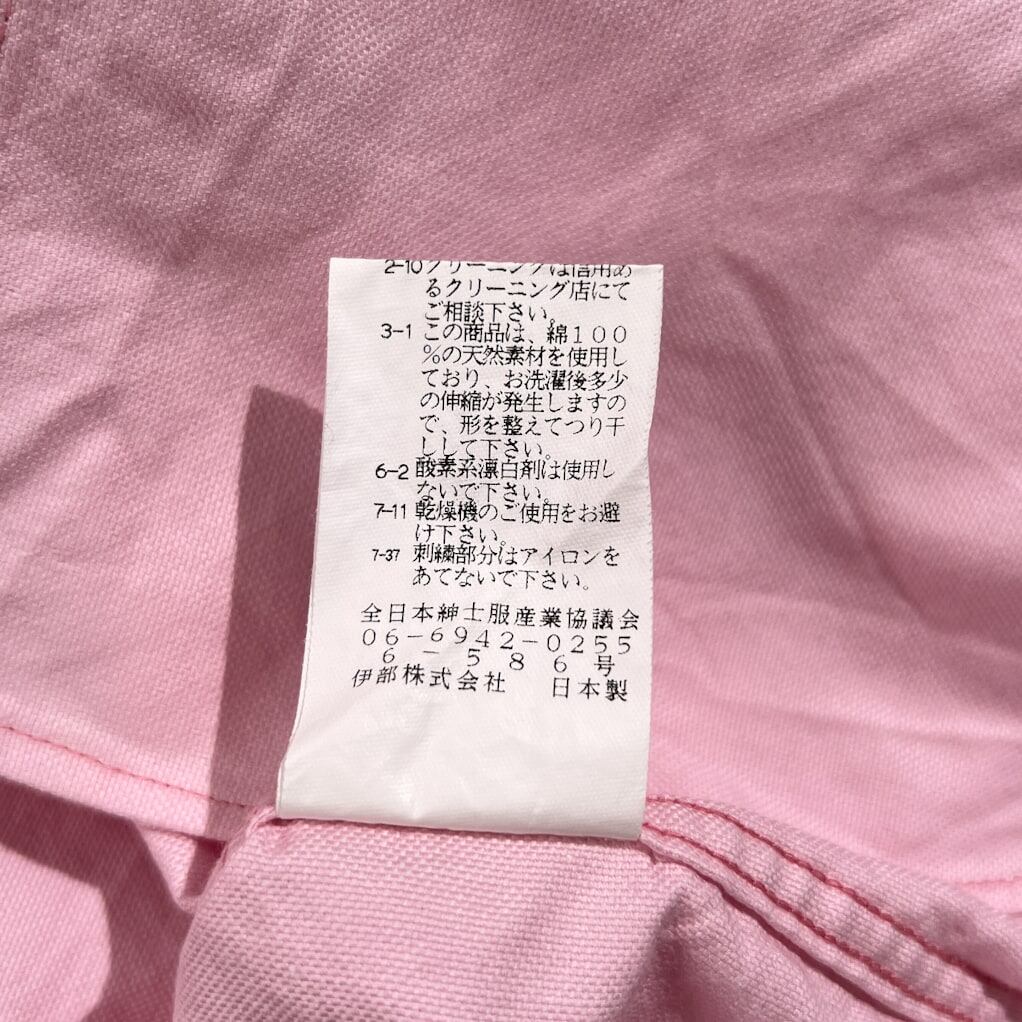 2-10クリーニングは信用あ
るクリーニング店にて
ご相談下さい。
3-1 この商品は、綿１００
％の天然素材を使用し
ており、お洗濯後多少
の伸縮が発生しますの
で、形を整えてつり干
しして下さい。
6-2 酸素系漂白剤は使用し
ないで下さい。
7-11 乾燥機のご使用をお避
け下さい。
7-37 刺繍部分はアイロンを
あてないで下さい。
全日本紳士服産業協議会
０６－６９４２－０２５５
６－５８６号
伊部株式会社　日本製